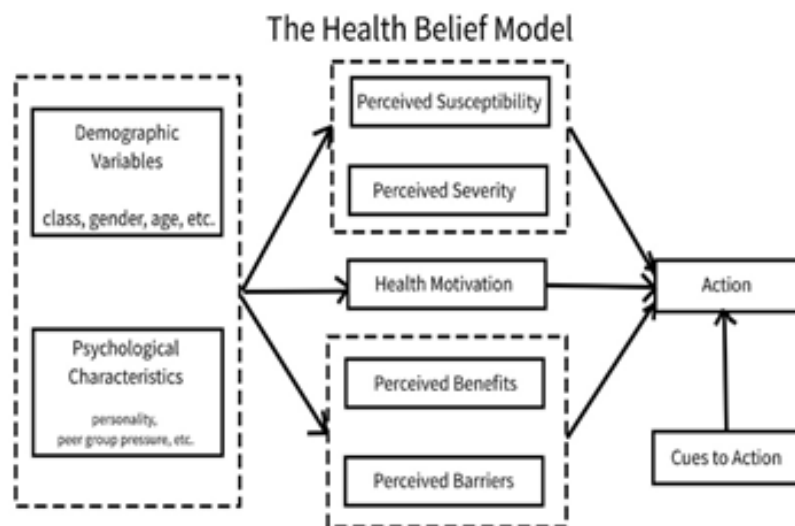 The Health Belief Model
Demographic
Variables
class, gender, age, etc.
Psychological
Characteristics
personality,
peer group pressure, etc.
Perceived Susceptibility
Perceived Severity
Health Motivation
Perceived Benefits
Perceived Barriers
Action
Cues to Action